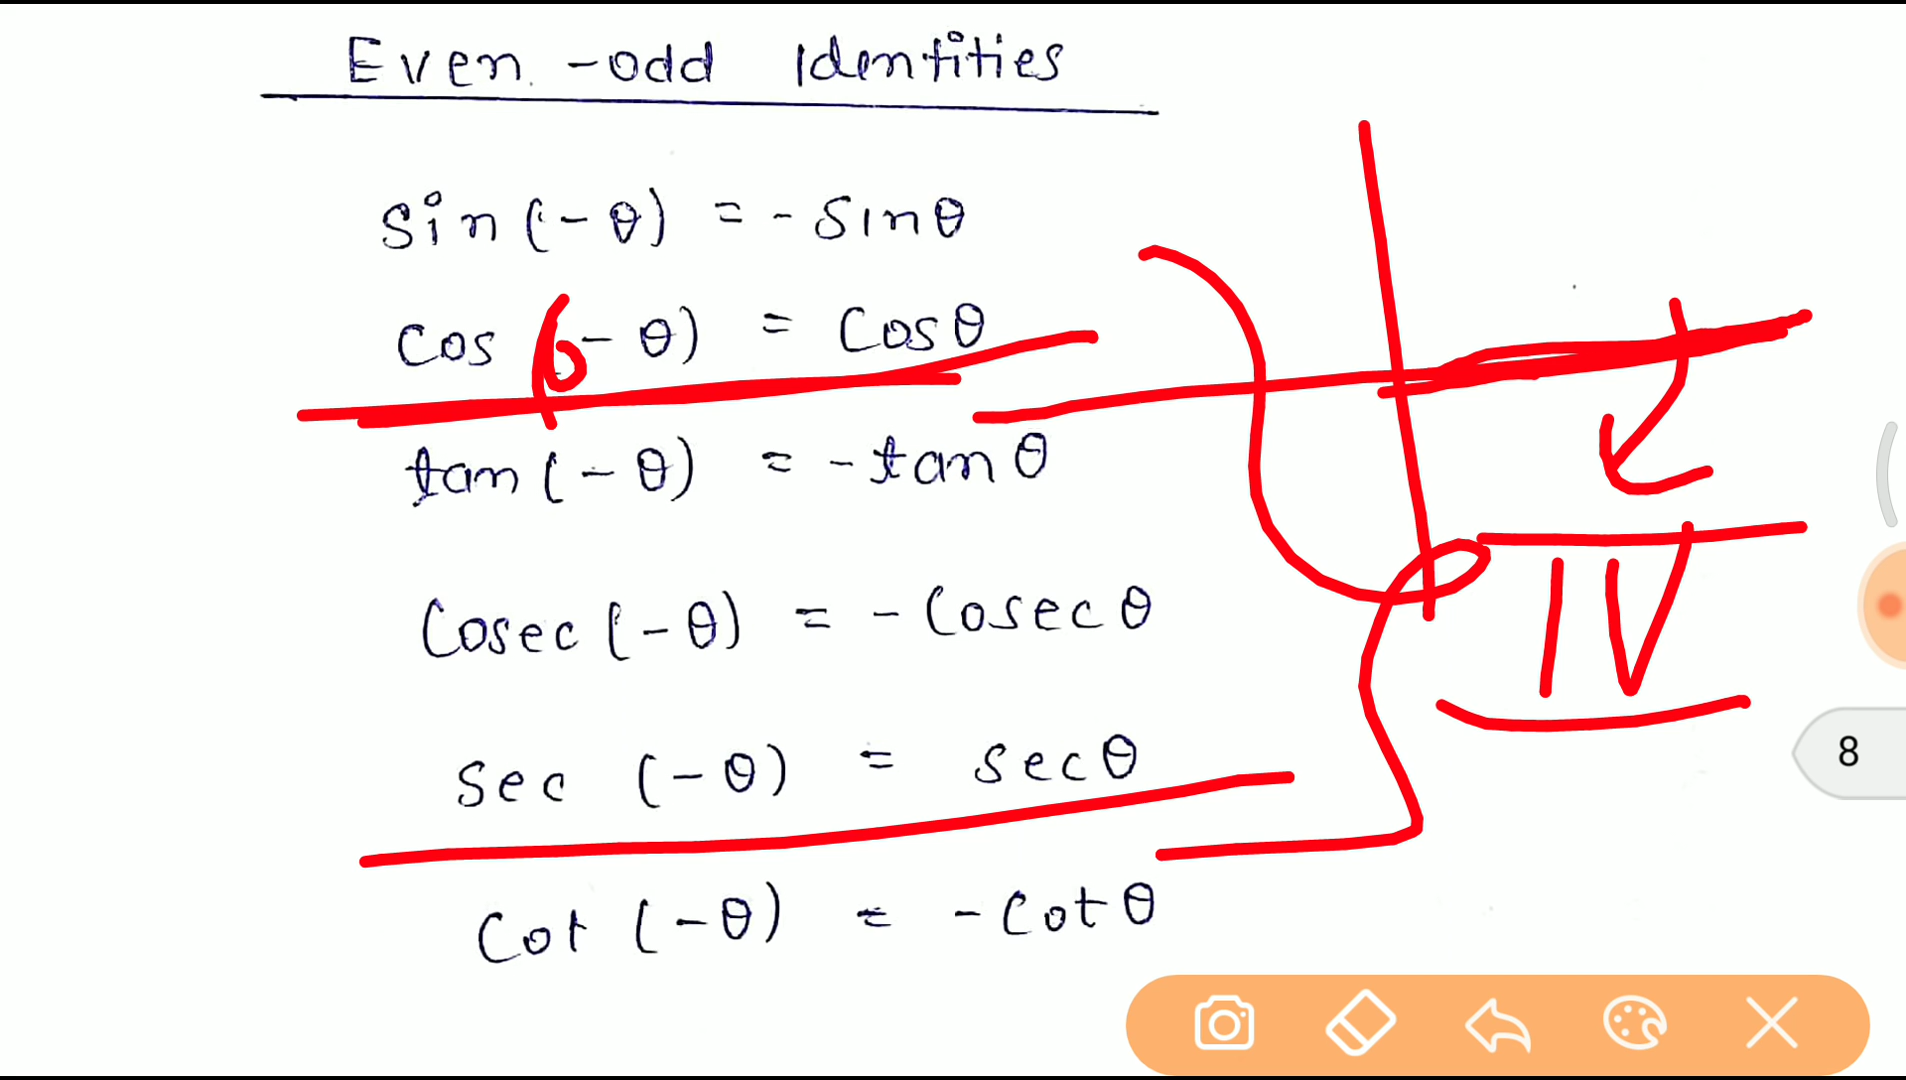 Even-odd Identities
sin(-θ) = -sinθ
cos(-θ) = cosθ
tan(-θ) = -tanθ
Cosec(-θ) = -Cosecθ
IV
sec (-θ) = secθ
8
Cot (-θ) = -Cotθ